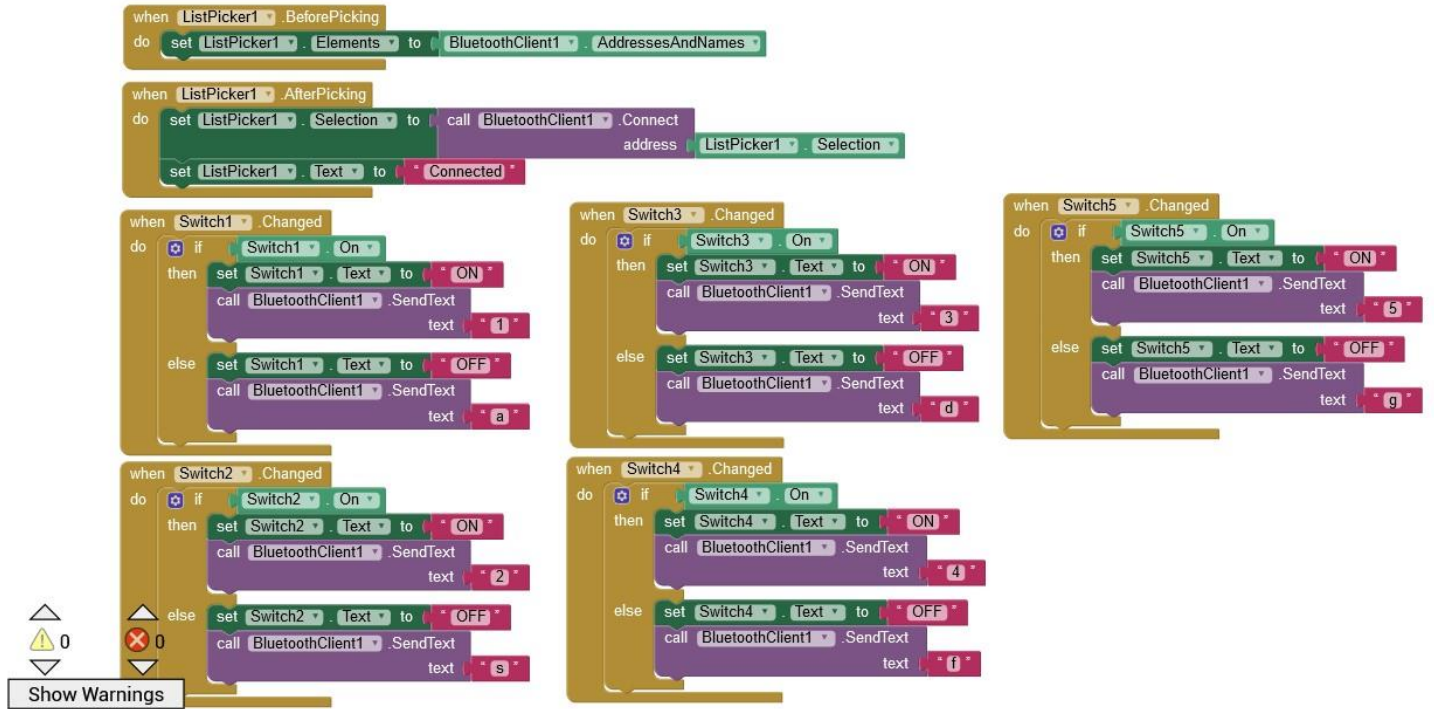 when ListPicker1 .BeforePicking
do set ListPicker1 . Elements to BluetoothClient1 . AddressesAndNames
when ListPicker1 .AfterPicking
do set ListPicker1 . Selection to call BluetoothClient1 .Connect
address ListPicker1 . Selection
set ListPicker1 . Text to " Connected "
when Switch1 .Changed
do if Switch1 . On
then set Switch1 . Text to " ON "
call BluetoothClient1 .SendText
text " 1 "
else set Switch1 . Text to " OFF "
call BluetoothClient1 .SendText
text " a "
when Switch2 .Changed
do if Switch2 . On
then set Switch2 . Text to " ON "
call BluetoothClient1 .SendText
text " 2 "
else set Switch2 . Text to " OFF "
call BluetoothClient1 .SendText
text " s "
when Switch3 .Changed
do if Switch3 . On
then set Switch3 . Text to " ON "
call BluetoothClient1 .SendText
text " 3 "
else set Switch3 . Text to " OFF "
call BluetoothClient1 .SendText
text " d "
when Switch4 .Changed
do if Switch4 . On
then set Switch4 . Text to " ON "
call BluetoothClient1 .SendText
text " 4 "
else set Switch4 . Text to " OFF "
call BluetoothClient1 .SendText
text " f "
when Switch5 .Changed
do if Switch5 . On
then set Switch5 . Text to " ON "
call BluetoothClient1 .SendText
text " 5 "
else set Switch5 . Text to " OFF "
call BluetoothClient1 .SendText
text " g "
0 0
Show Warnings